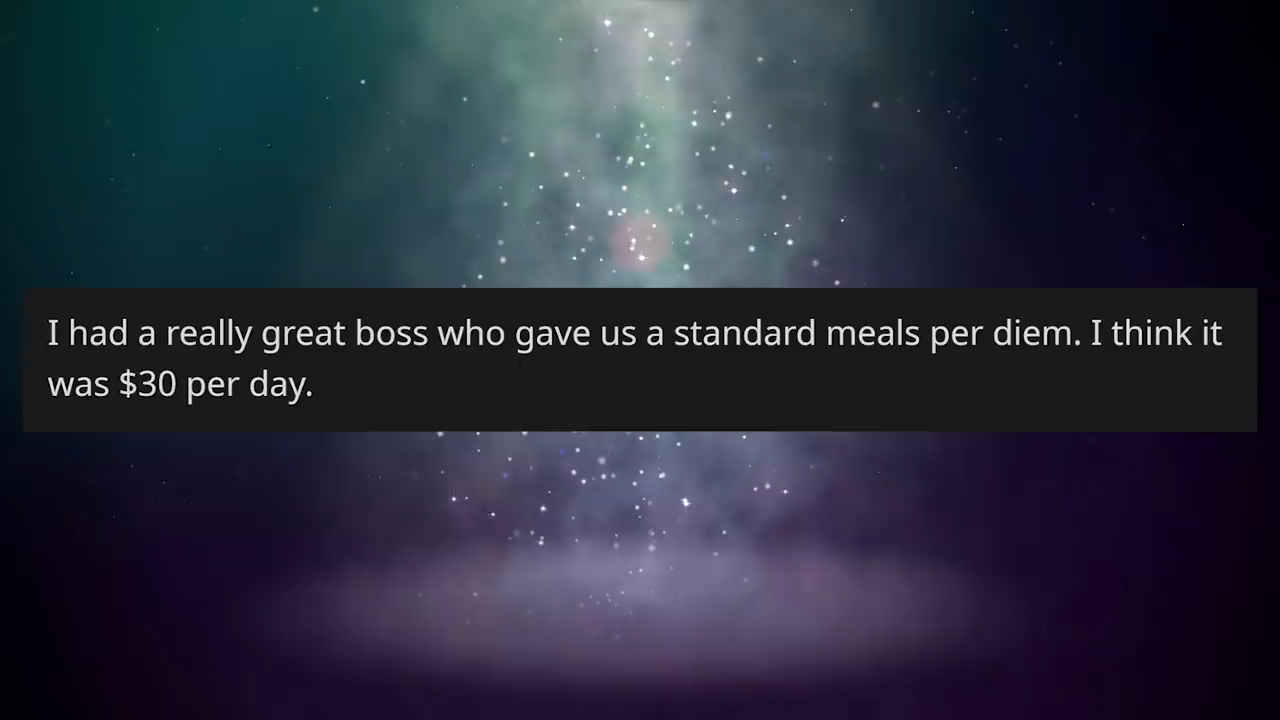 I had a really great boss who gave us a standard meals per diem. I think it
was $30 per day.